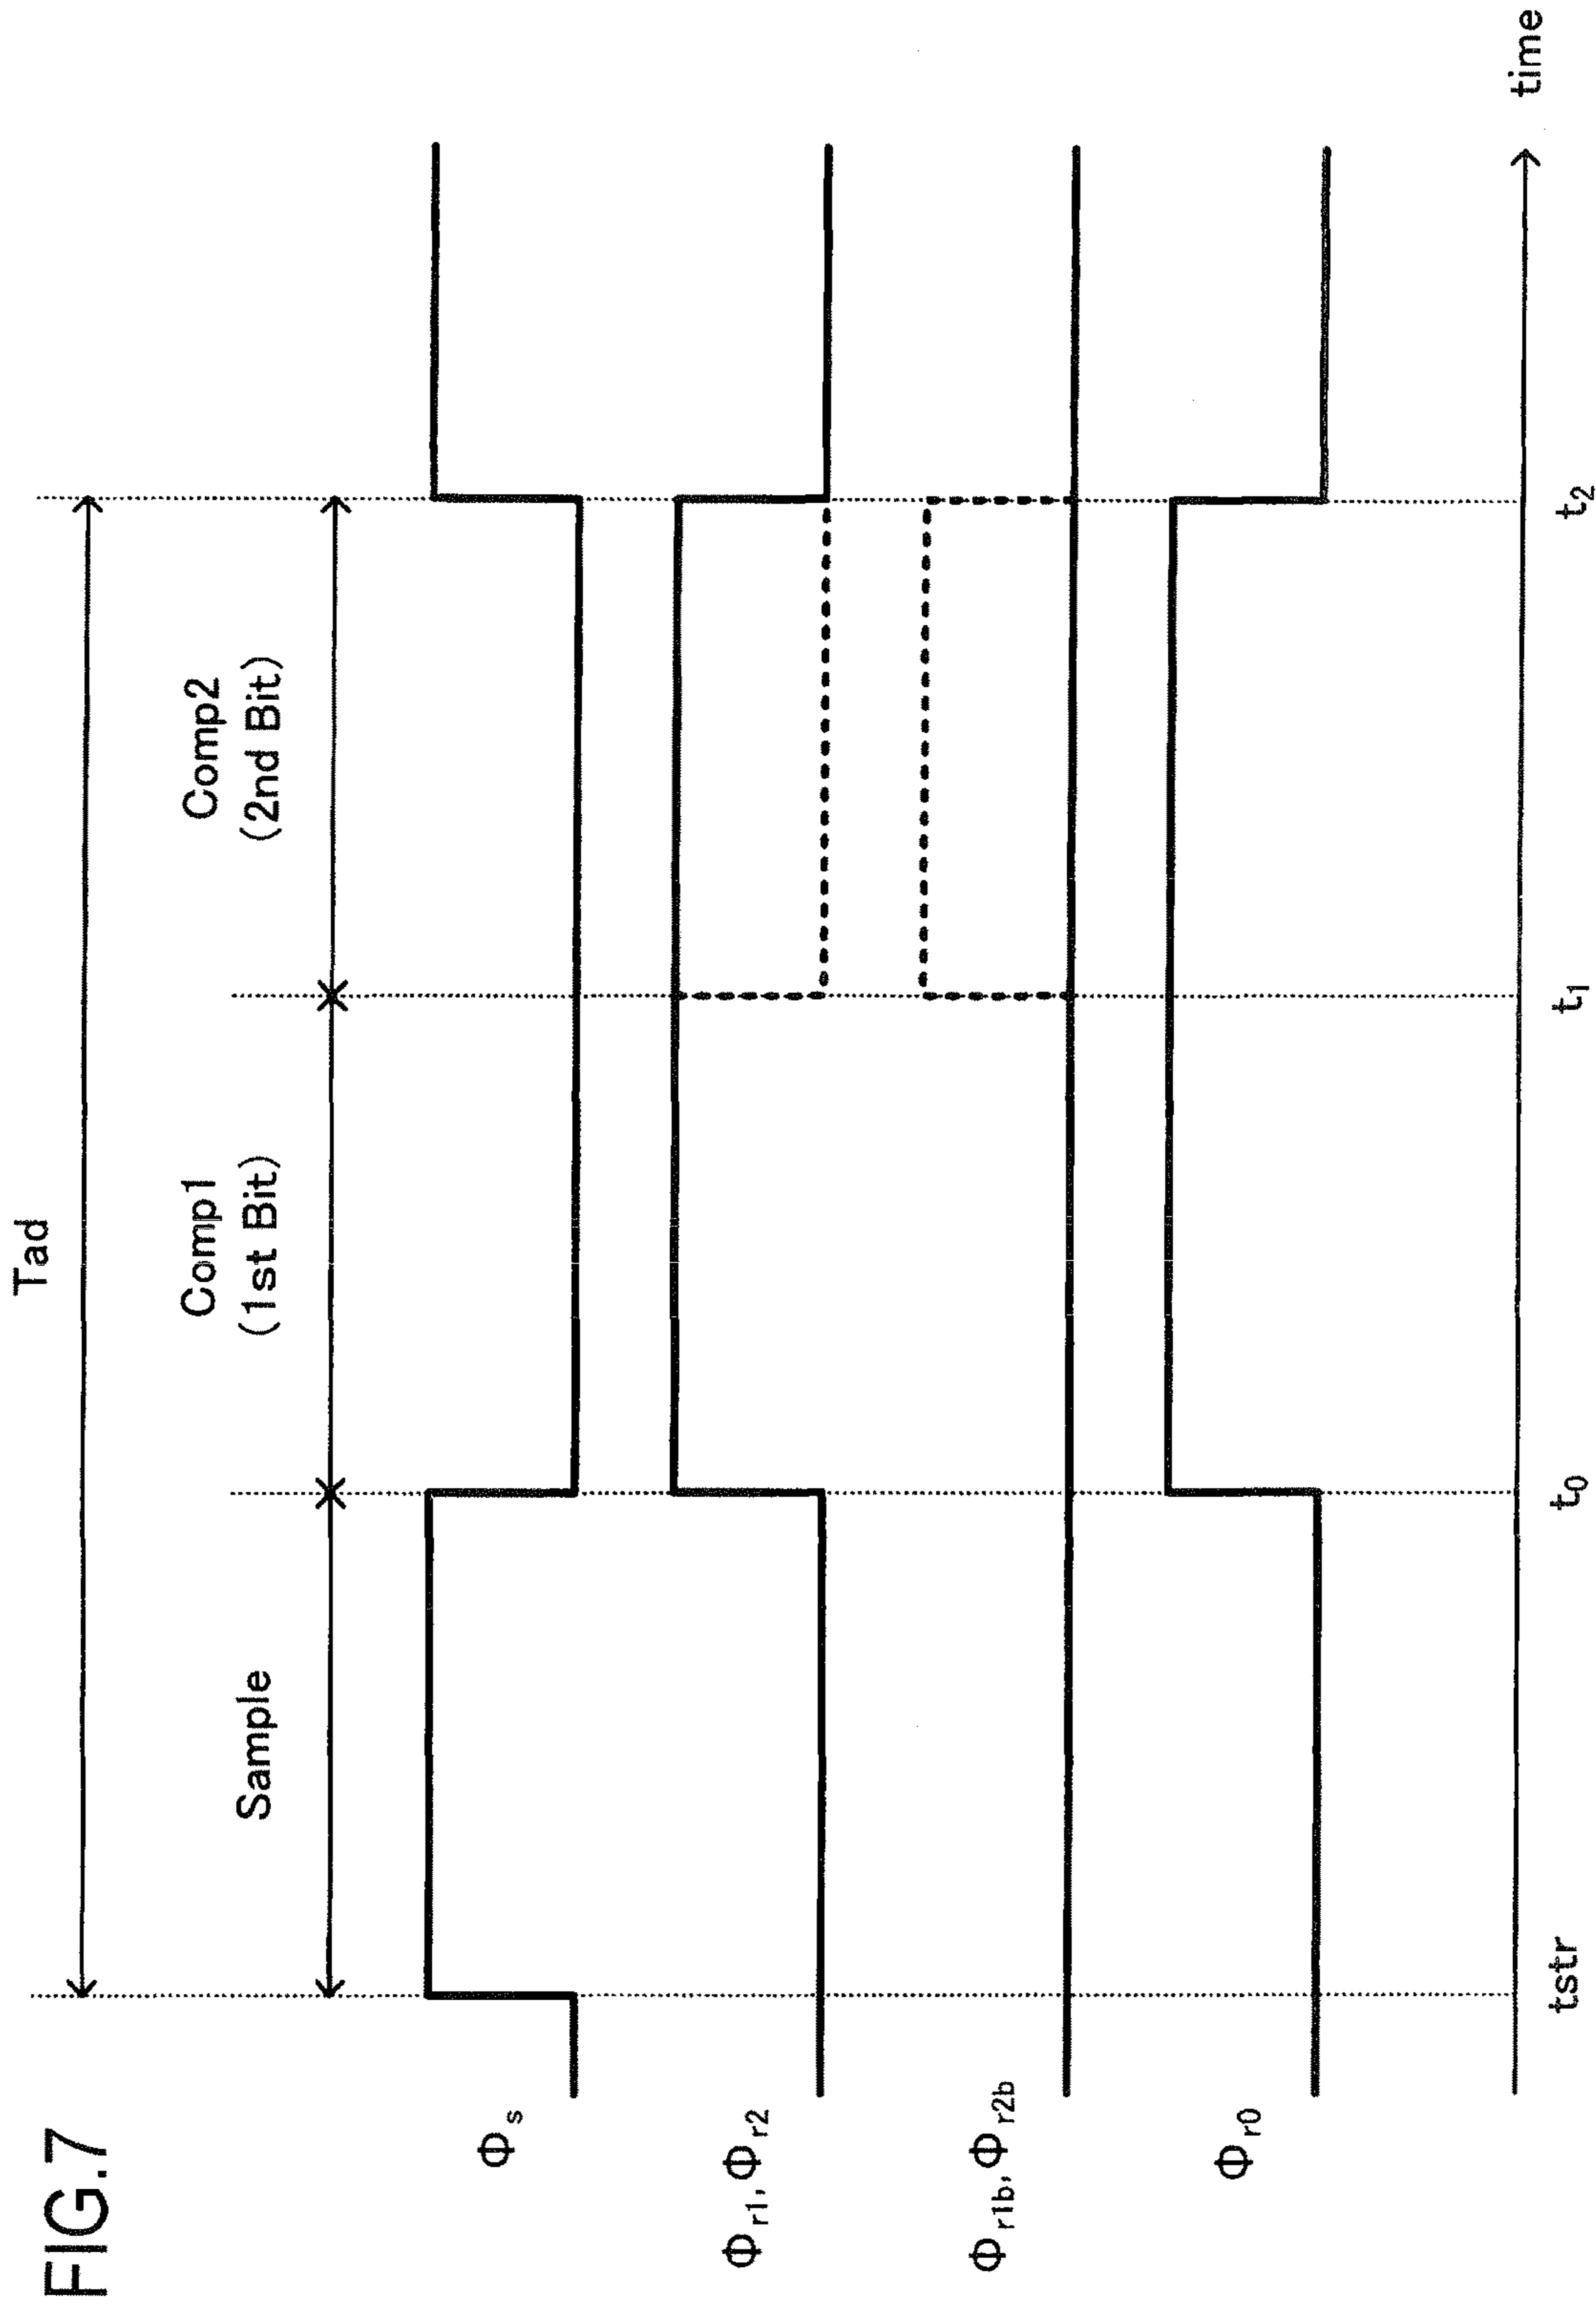 FIG.7
Tad
Sample
Comp1
(1st Bit)
Comp2
(2nd Bit)
Φs
Φr1, Φr2
Φr1b, Φr2b
Φr0
tstr
t0
t1
t2
time